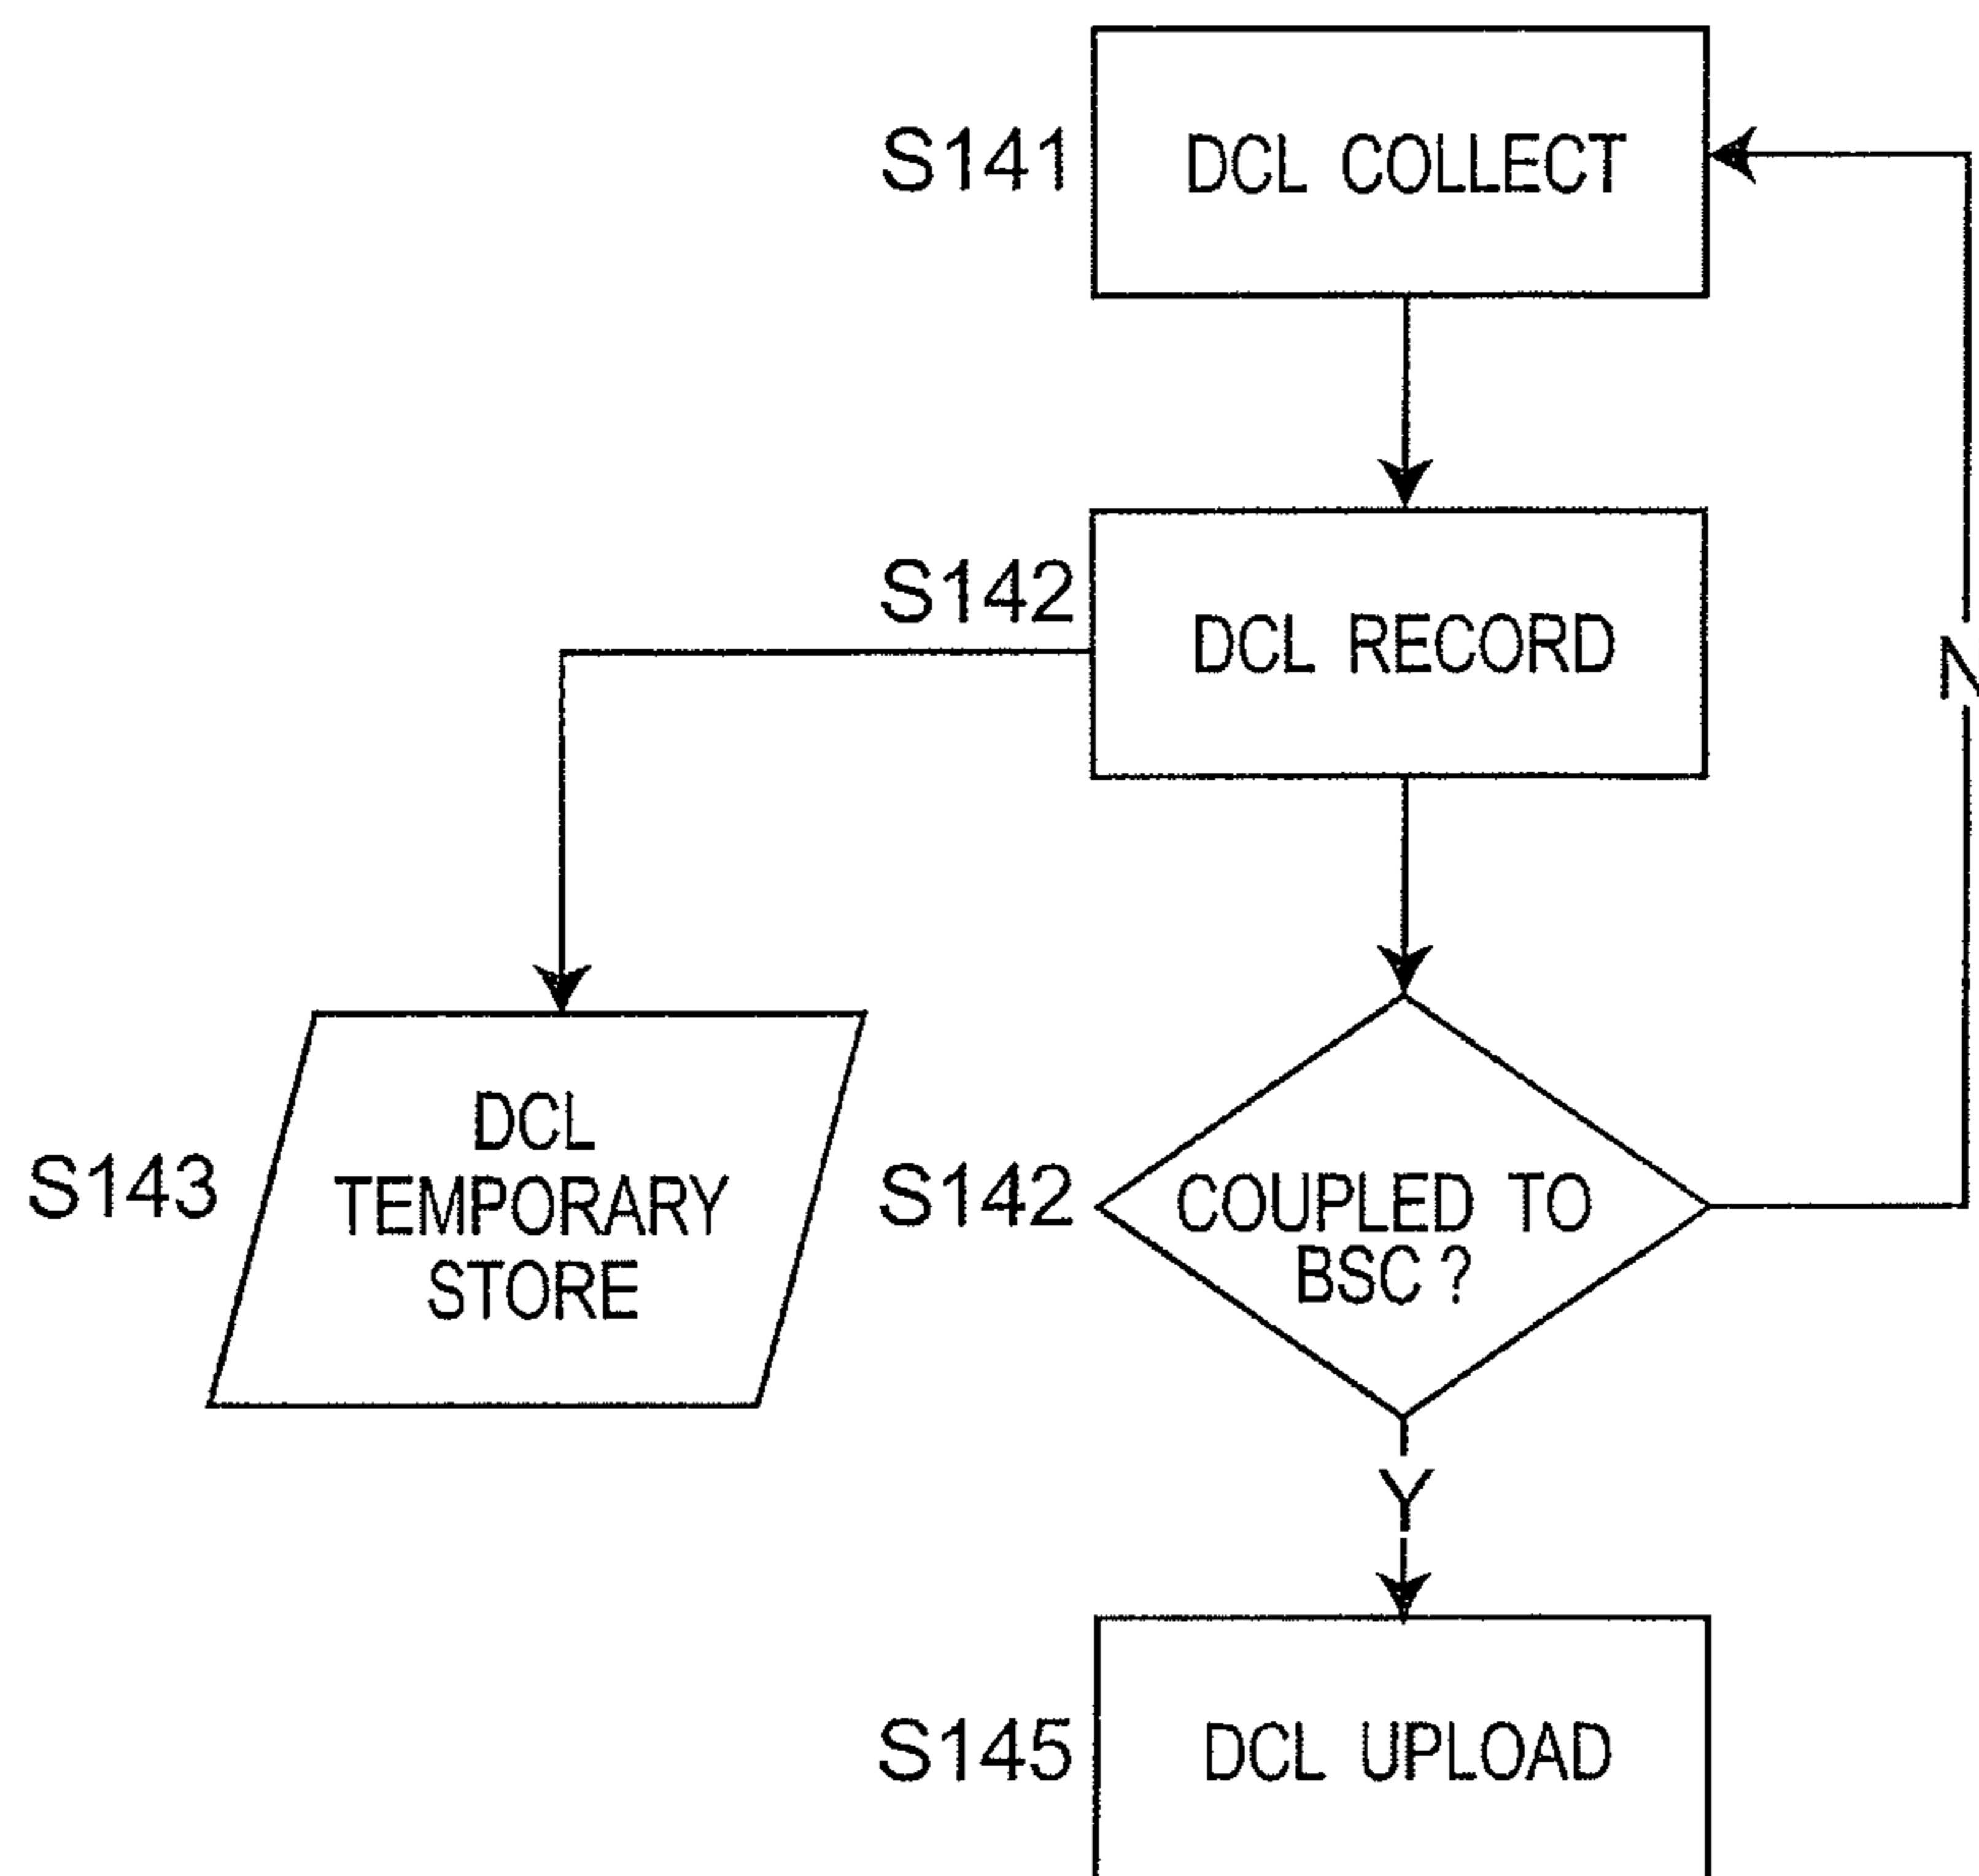 S141
DCL COLLECT
S142
DCL RECORD
N
S143
DCL
TEMPORARY
STORE
S142
COUPLED TO
BSC ?
Y
S145
DCL UPLOAD